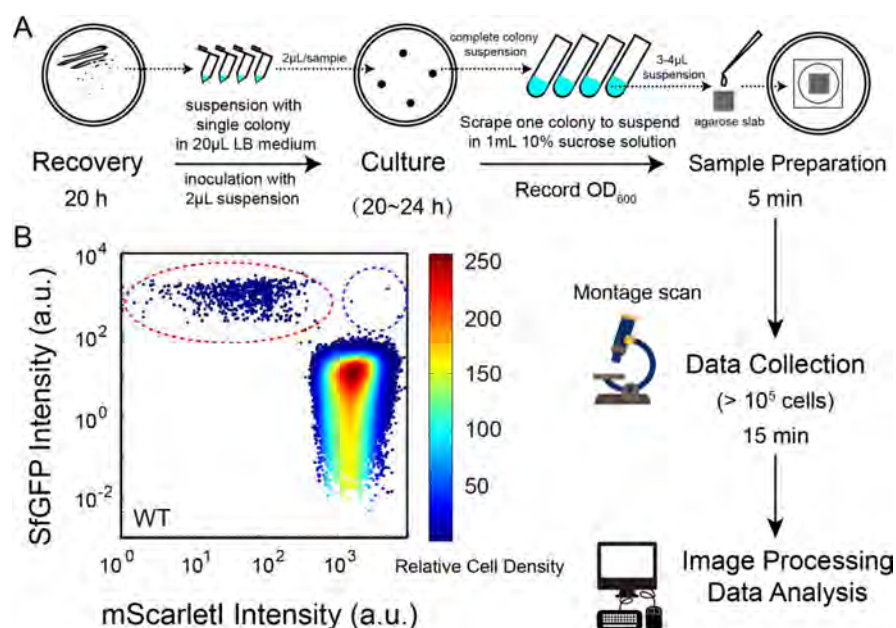 A
2μL/sample
complete colony
suspension
3-4μL
suspension
agarose slab
suspension with
single colony
in 20μL LB medium
Scrape one colony to suspend
in 1mL 10% sucrose solution
Recovery
20 h
inoculation with
2μL suspension
Culture
(20~24 h)
Record OD600
Sample Preparation
5 min
B
SfGFP Intensity (a.u.)
10^4
10^2
10^0
10^-2
WT
10^0
10^1
10^2
10^3
mScarletI Intensity (a.u.)
250
200
150
100
50
Relative Cell Density
Montage scan
Data Collection
(> 10^5 cells)
15 min
Image Processing
Data Analysis